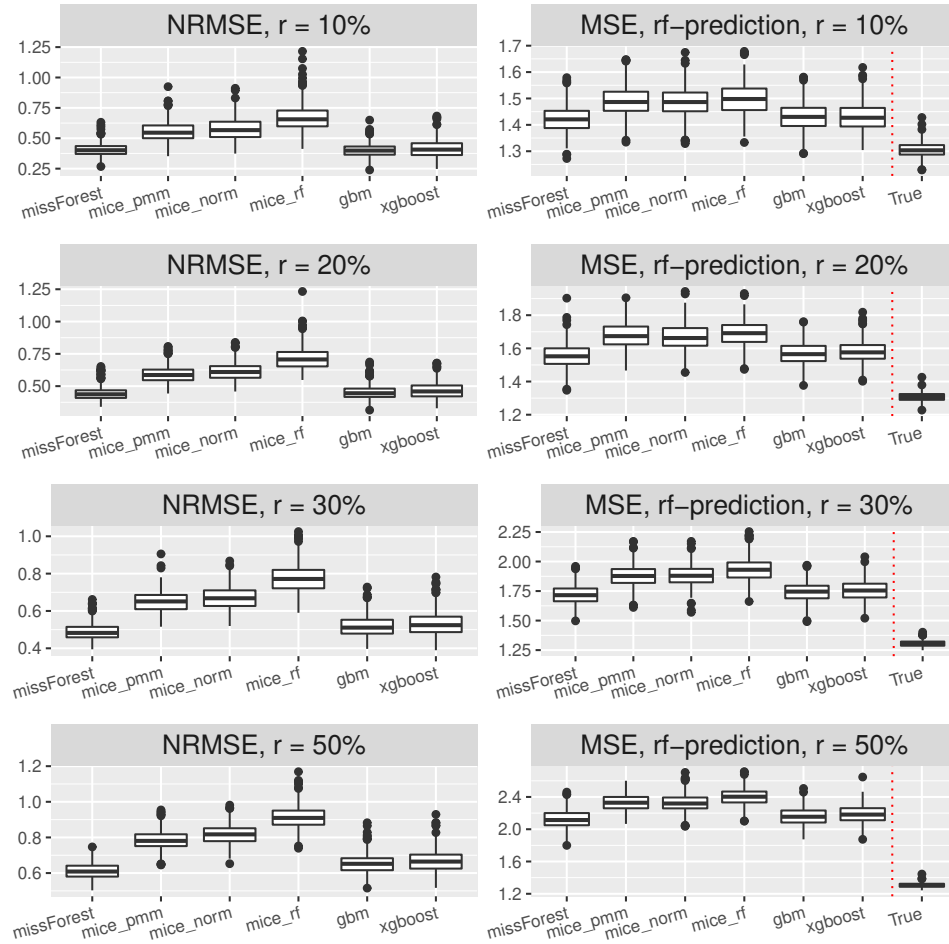 NRMSE, r = 10%
1.25
1.00
0.75
0.50
0.25
missForest mice_pmm mice_norm mice_rf gbm xgboost
MSE, rf−prediction, r = 10%
1.7
1.6
1.5
1.4
1.3
missForest mice_pmm mice_norm mice_rf gbm xgboost True
NRMSE, r = 20%
1.25
1.00
0.75
0.50
missForest mice_pmm mice_norm mice_rf gbm xgboost
MSE, rf−prediction, r = 20%
1.8
1.6
1.4
1.2
missForest mice_pmm mice_norm mice_rf gbm xgboost True
NRMSE, r = 30%
1.0
0.8
0.6
0.4
missForest mice_pmm mice_norm mice_rf gbm xgboost
MSE, rf−prediction, r = 30%
2.25
2.00
1.75
1.50
1.25
missForest mice_pmm mice_norm mice_rf gbm xgboost True
NRMSE, r = 50%
1.2
1.0
0.8
0.6
missForest mice_pmm mice_norm mice_rf gbm xgboost
MSE, rf−prediction, r = 50%
2.4
2.0
1.6
1.2
missForest mice_pmm mice_norm mice_rf gbm xgboost True